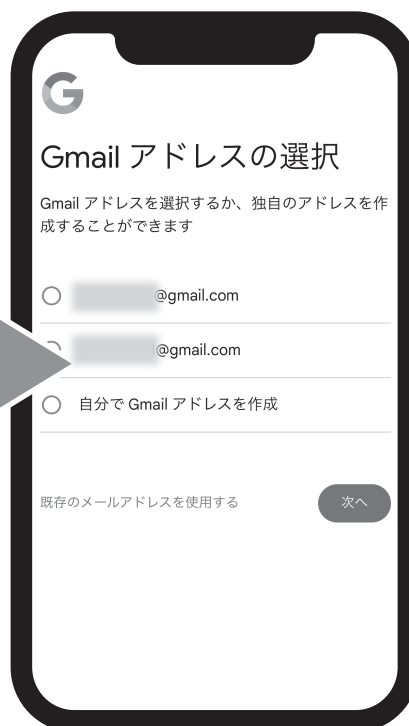 G
Gmail アドレスの選択
Gmail アドレスを選択するか、独自のアドレスを作
成することができます
@gmail.com
@gmail.com
自分で Gmail アドレスを作成
既存のメールアドレスを使用する
次へ